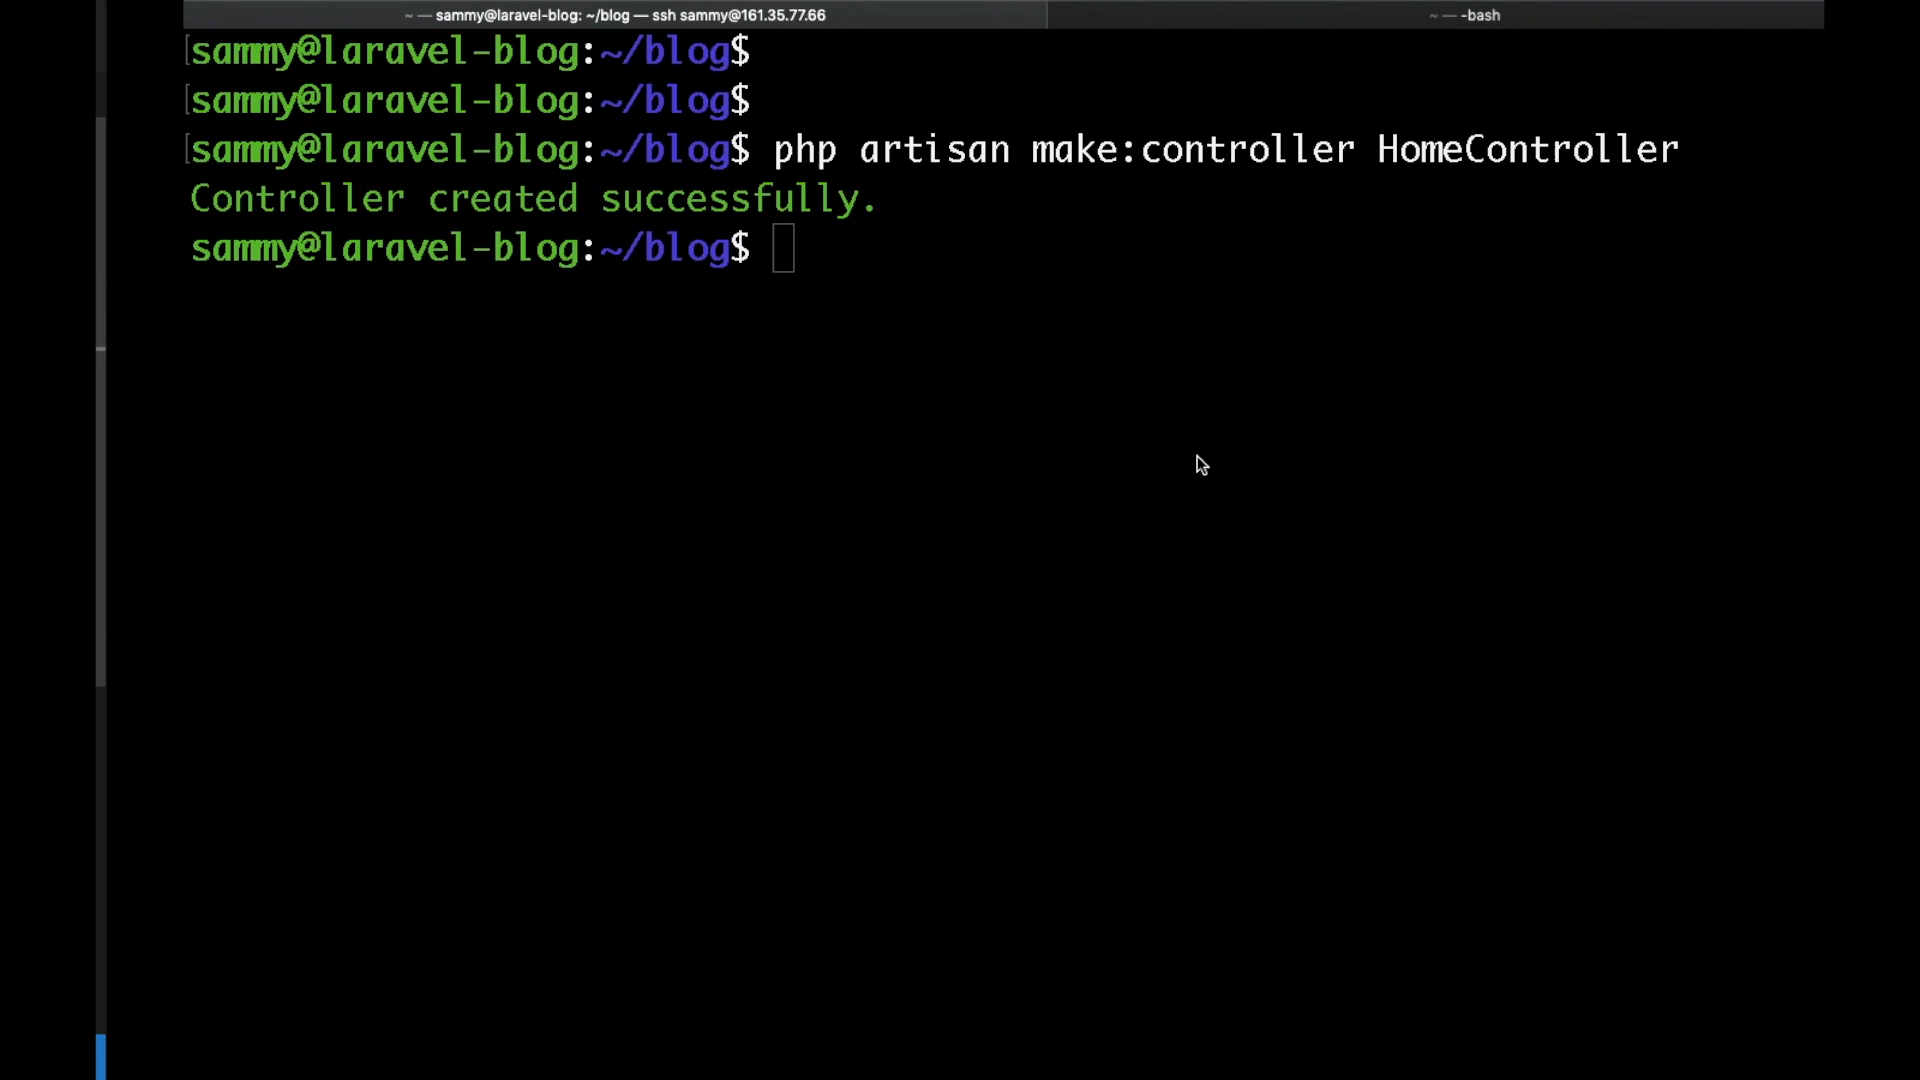 ~ — sammy@laravel-blog: ~/blog — ssh sammy@161.35.77.66
~ — -bash
[sammy@laravel-blog:~/blog$
[sammy@laravel-blog:~/blog$
[sammy@laravel-blog:~/blog$ php artisan make:controller HomeController
Controller created successfully.
sammy@laravel-blog:~/blog$